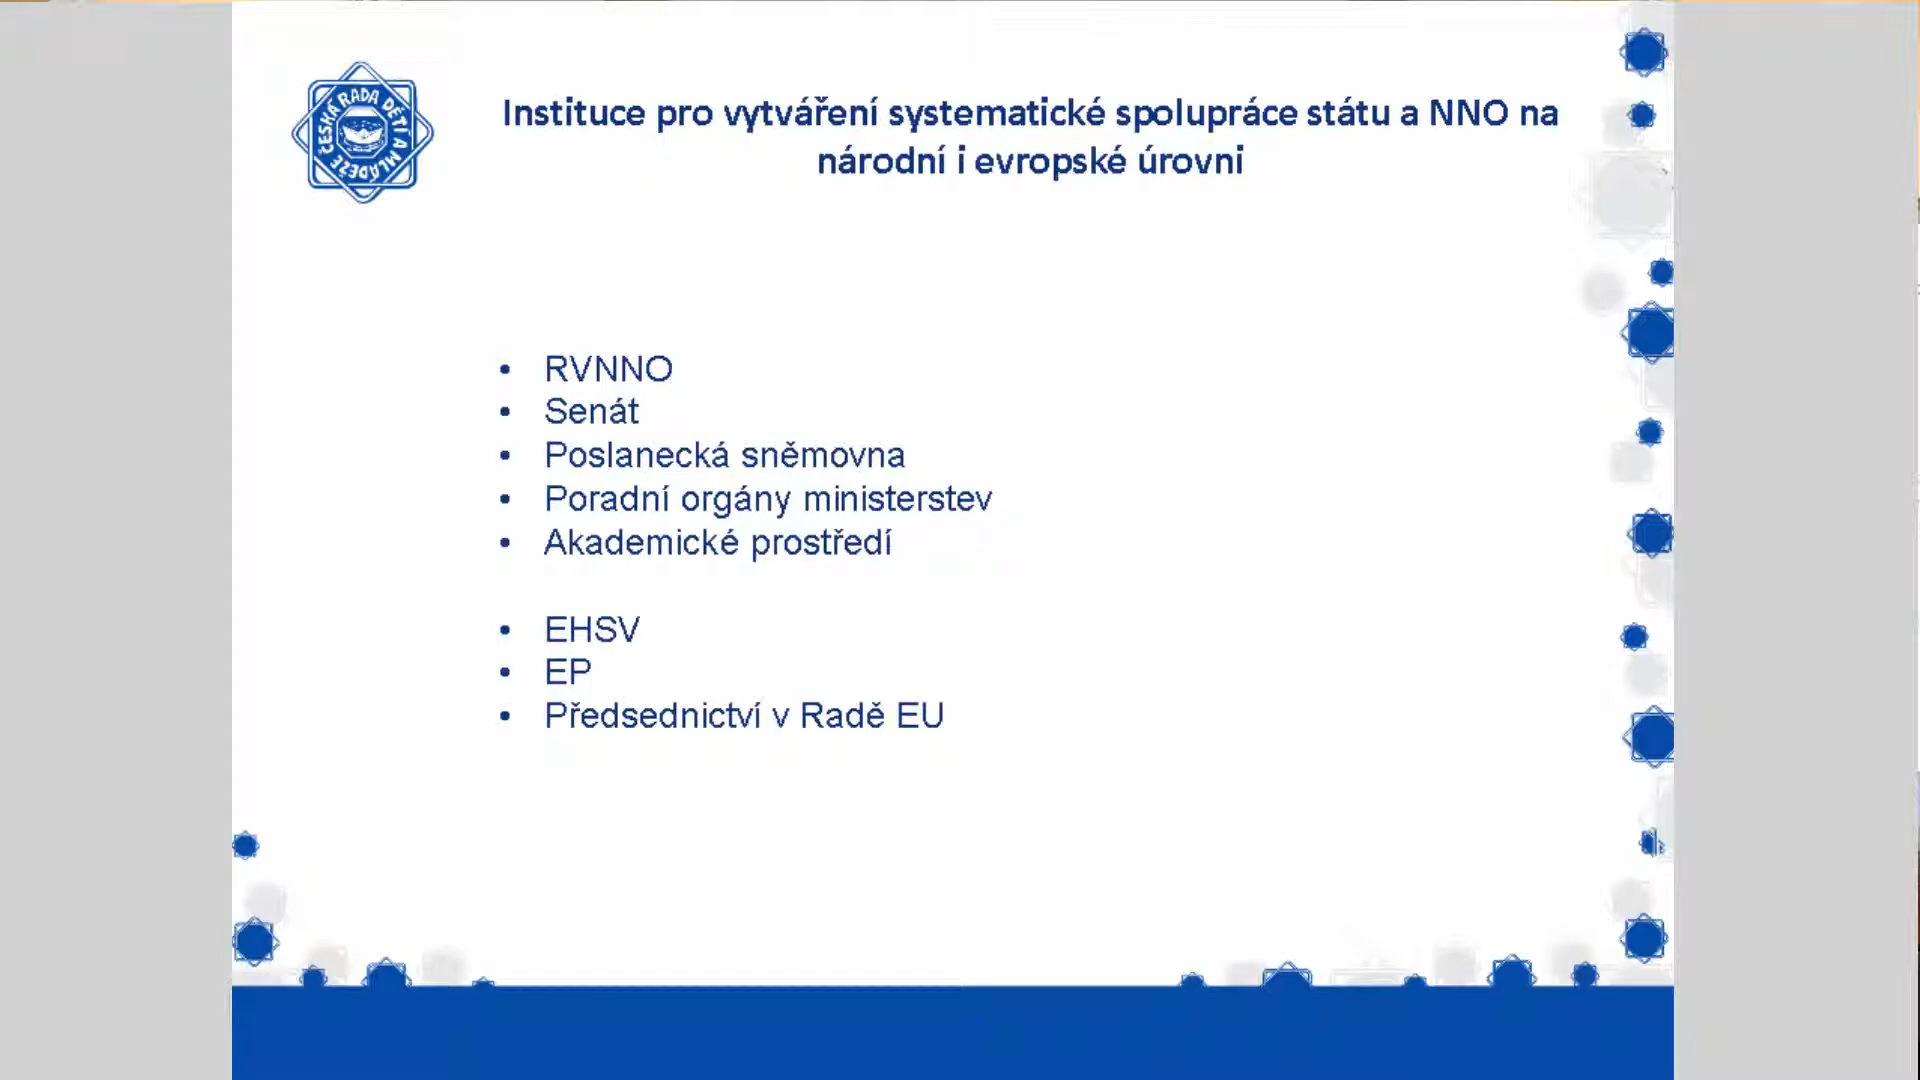 ČESKÁ RADA DĚTÍ A MLÁDEŽE
Instituce pro vytváření systematické spolupráce státu a NNO na
národní i evropské úrovni
• RVNNO
• Senát
• Poslanecká sněmovna
• Poradní orgány ministerstev
• Akademické prostředí
• EHSV
• EP
• Předsednictví v Radě EU